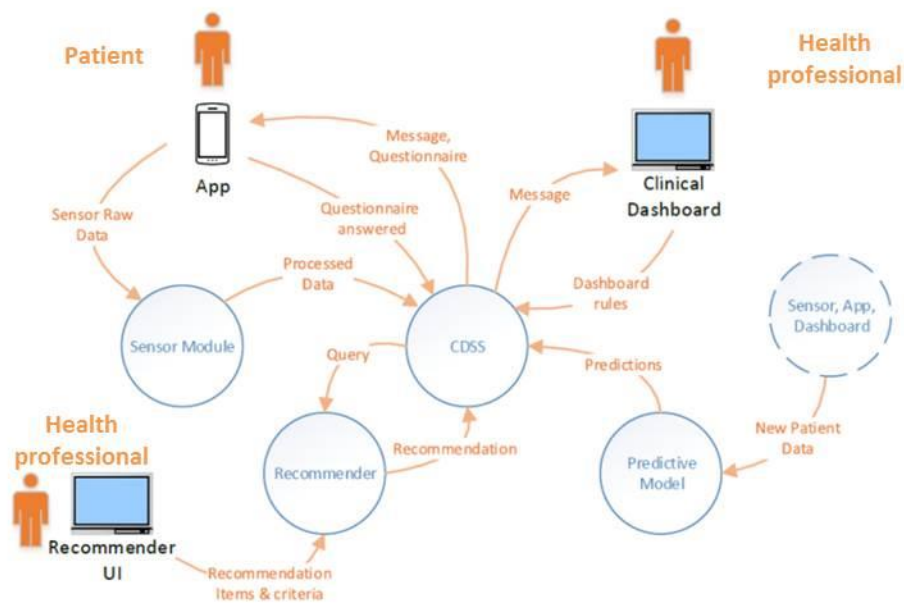 Patient
App
Health
professional
Clinical
Dashboard
Message,
Questionnaire
Message
Sensor Raw
Data
Questionnaire
answered
Processed
Data
Dashboard
rules
Sensor, App,
Dashboard
Sensor Module
CDSS
Query
Predictions
Health
professional
Recommender
UI
Recommender
Recommendation
Predictive
Model
New Patient
Data
Recommendation
Items & criteria